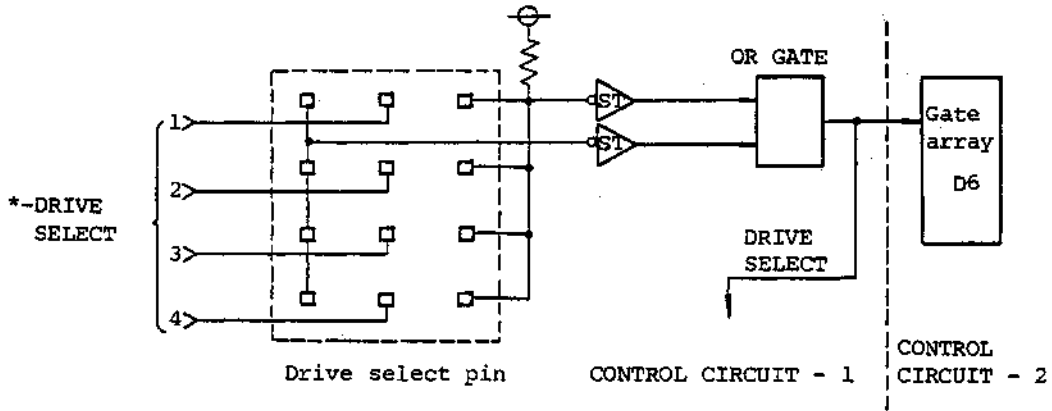 OR GATE
ST
ST
Gate
array
D6
1
2
3
4
*-DRIVE
SELECT
DRIVE
SELECT
Drive select pin
CONTROL CIRCUIT - 1
CONTROL
CIRCUIT - 2